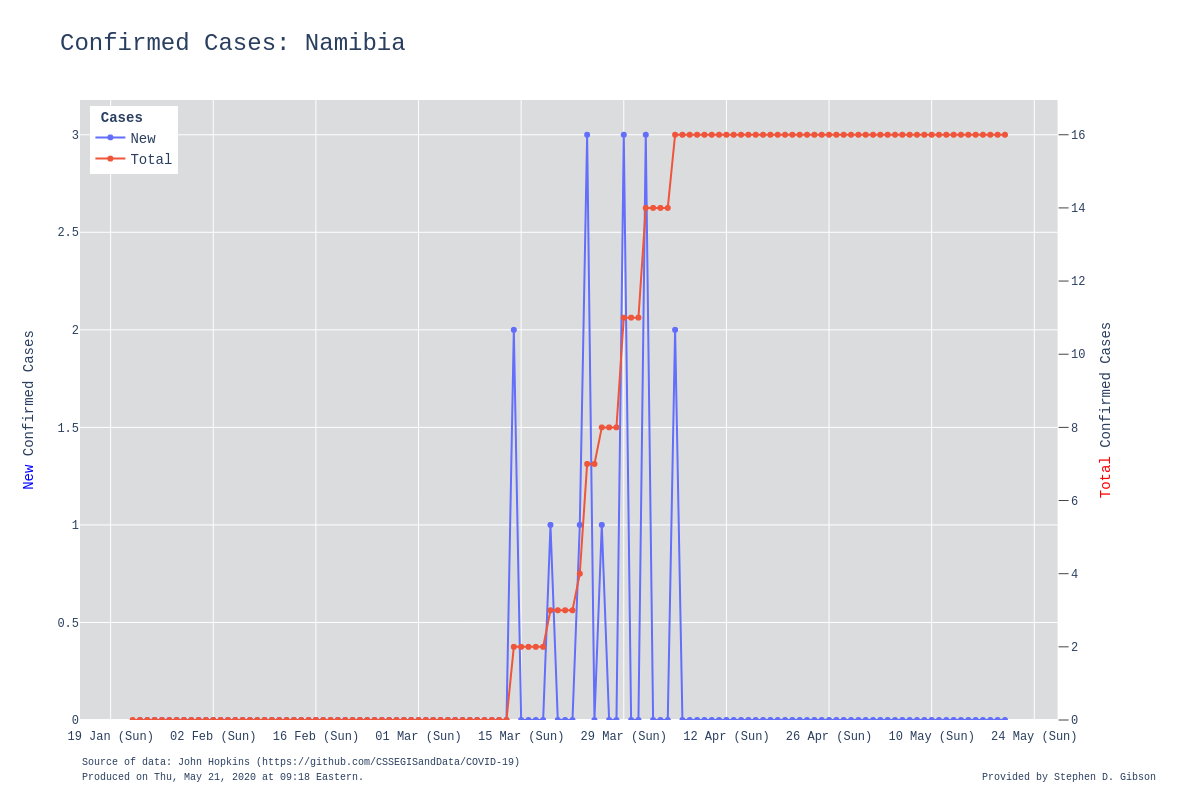 Confirmed Cases: Namibia
Cases
New
Total
3
2.5
2
1.5
1
0.5
0
16
14
12
10
8
6
4
2
0
New Confirmed Cases
Total Confirmed Cases
19 Jan (Sun) 02 Feb (Sun) 16 Feb (Sun) 01 Mar (Sun) 15 Mar (Sun) 29 Mar (Sun) 12 Apr (Sun) 26 Apr (Sun) 10 May (Sun) 24 May (Sun)
Source of data: John Hopkins (https://github.com/CSSEGISandData/COVID-19)
Produced on Thu, May 21, 2020 at 09:18 Eastern.
Provided by Stephen D. Gibson